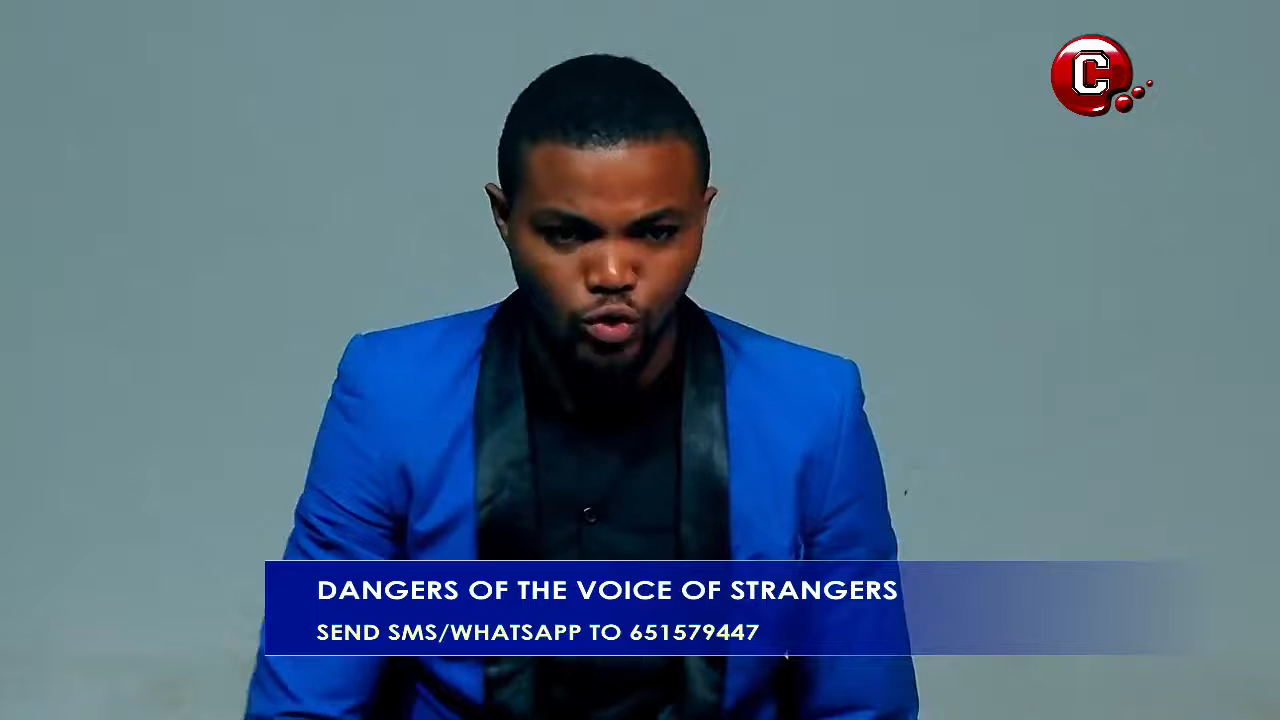 C
DANGERS OF THE VOICE OF STRANGERS
SEND SMS/WHATSAPP TO 651579447